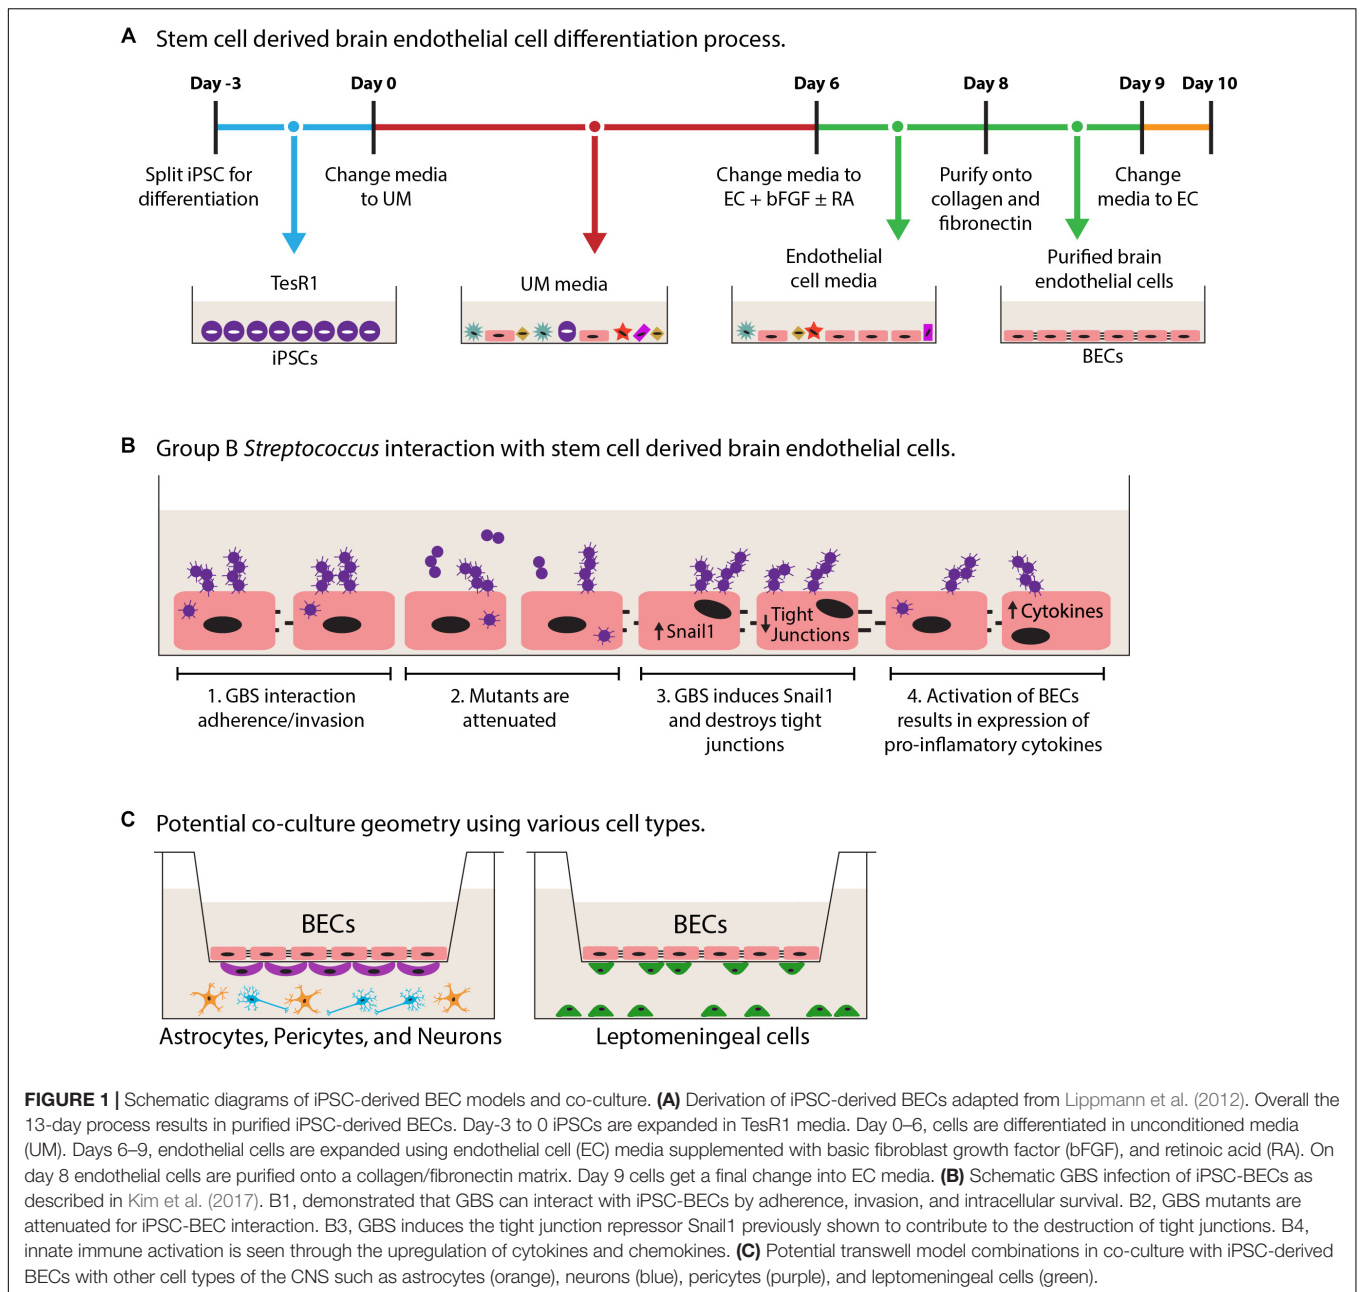 A Stem cell derived brain endothelial cell differentiation process.
Day -3 Day 0 Day 6 Day 8 Day 9 Day 10
Split iPSC for
differentiation
Change media
to UM
Change media to
EC + bFGF ± RA
Purify onto
collagen and
fibronectin
Change
media to EC
TesR1
UM media
Endothelial
cell media
Purified brain
endothelial cells
iPSCs
BECs
B Group B Streptococcus interaction with stem cell derived brain endothelial cells.
↑ Snail1
↓ Tight
Junctions
↑ Cytokines
1. GBS interaction
adherence/invasion
2. Mutants are
attenuated
3. GBS induces Snail1
and destroys tight
junctions
4. Activation of BECs
results in expression of
pro-inflamatory cytokines
C Potential co-culture geometry using various cell types.
BECs
BECs
Astrocytes, Pericytes, and Neurons
Leptomeningeal cells
FIGURE 1 | Schematic diagrams of iPSC-derived BEC models and co-culture. (A) Derivation of iPSC-derived BECs adapted from Lippmann et al. (2012). Overall the
13-day process results in purified iPSC-derived BECs. Day-3 to 0 iPSCs are expanded in TesR1 media. Day 0–6, cells are differentiated in unconditioned media
(UM). Days 6–9, endothelial cells are expanded using endothelial cell (EC) media supplemented with basic fibroblast growth factor (bFGF), and retinoic acid (RA). On
day 8 endothelial cells are purified onto a collagen/fibronectin matrix. Day 9 cells get a final change into EC media. (B) Schematic GBS infection of iPSC-BECs as
described in Kim et al. (2017). B1, demonstrated that GBS can interact with iPSC-BECs by adherence, invasion, and intracellular survival. B2, GBS mutants are
attenuated for iPSC-BEC interaction. B3, GBS induces the tight junction repressor Snail1 previously shown to contribute to the destruction of tight junctions. B4,
innate immune activation is seen through the upregulation of cytokines and chemokines. (C) Potential transwell model combinations in co-culture with iPSC-derived
BECs with other cell types of the CNS such as astrocytes (orange), neurons (blue), pericytes (purple), and leptomeningeal cells (green).